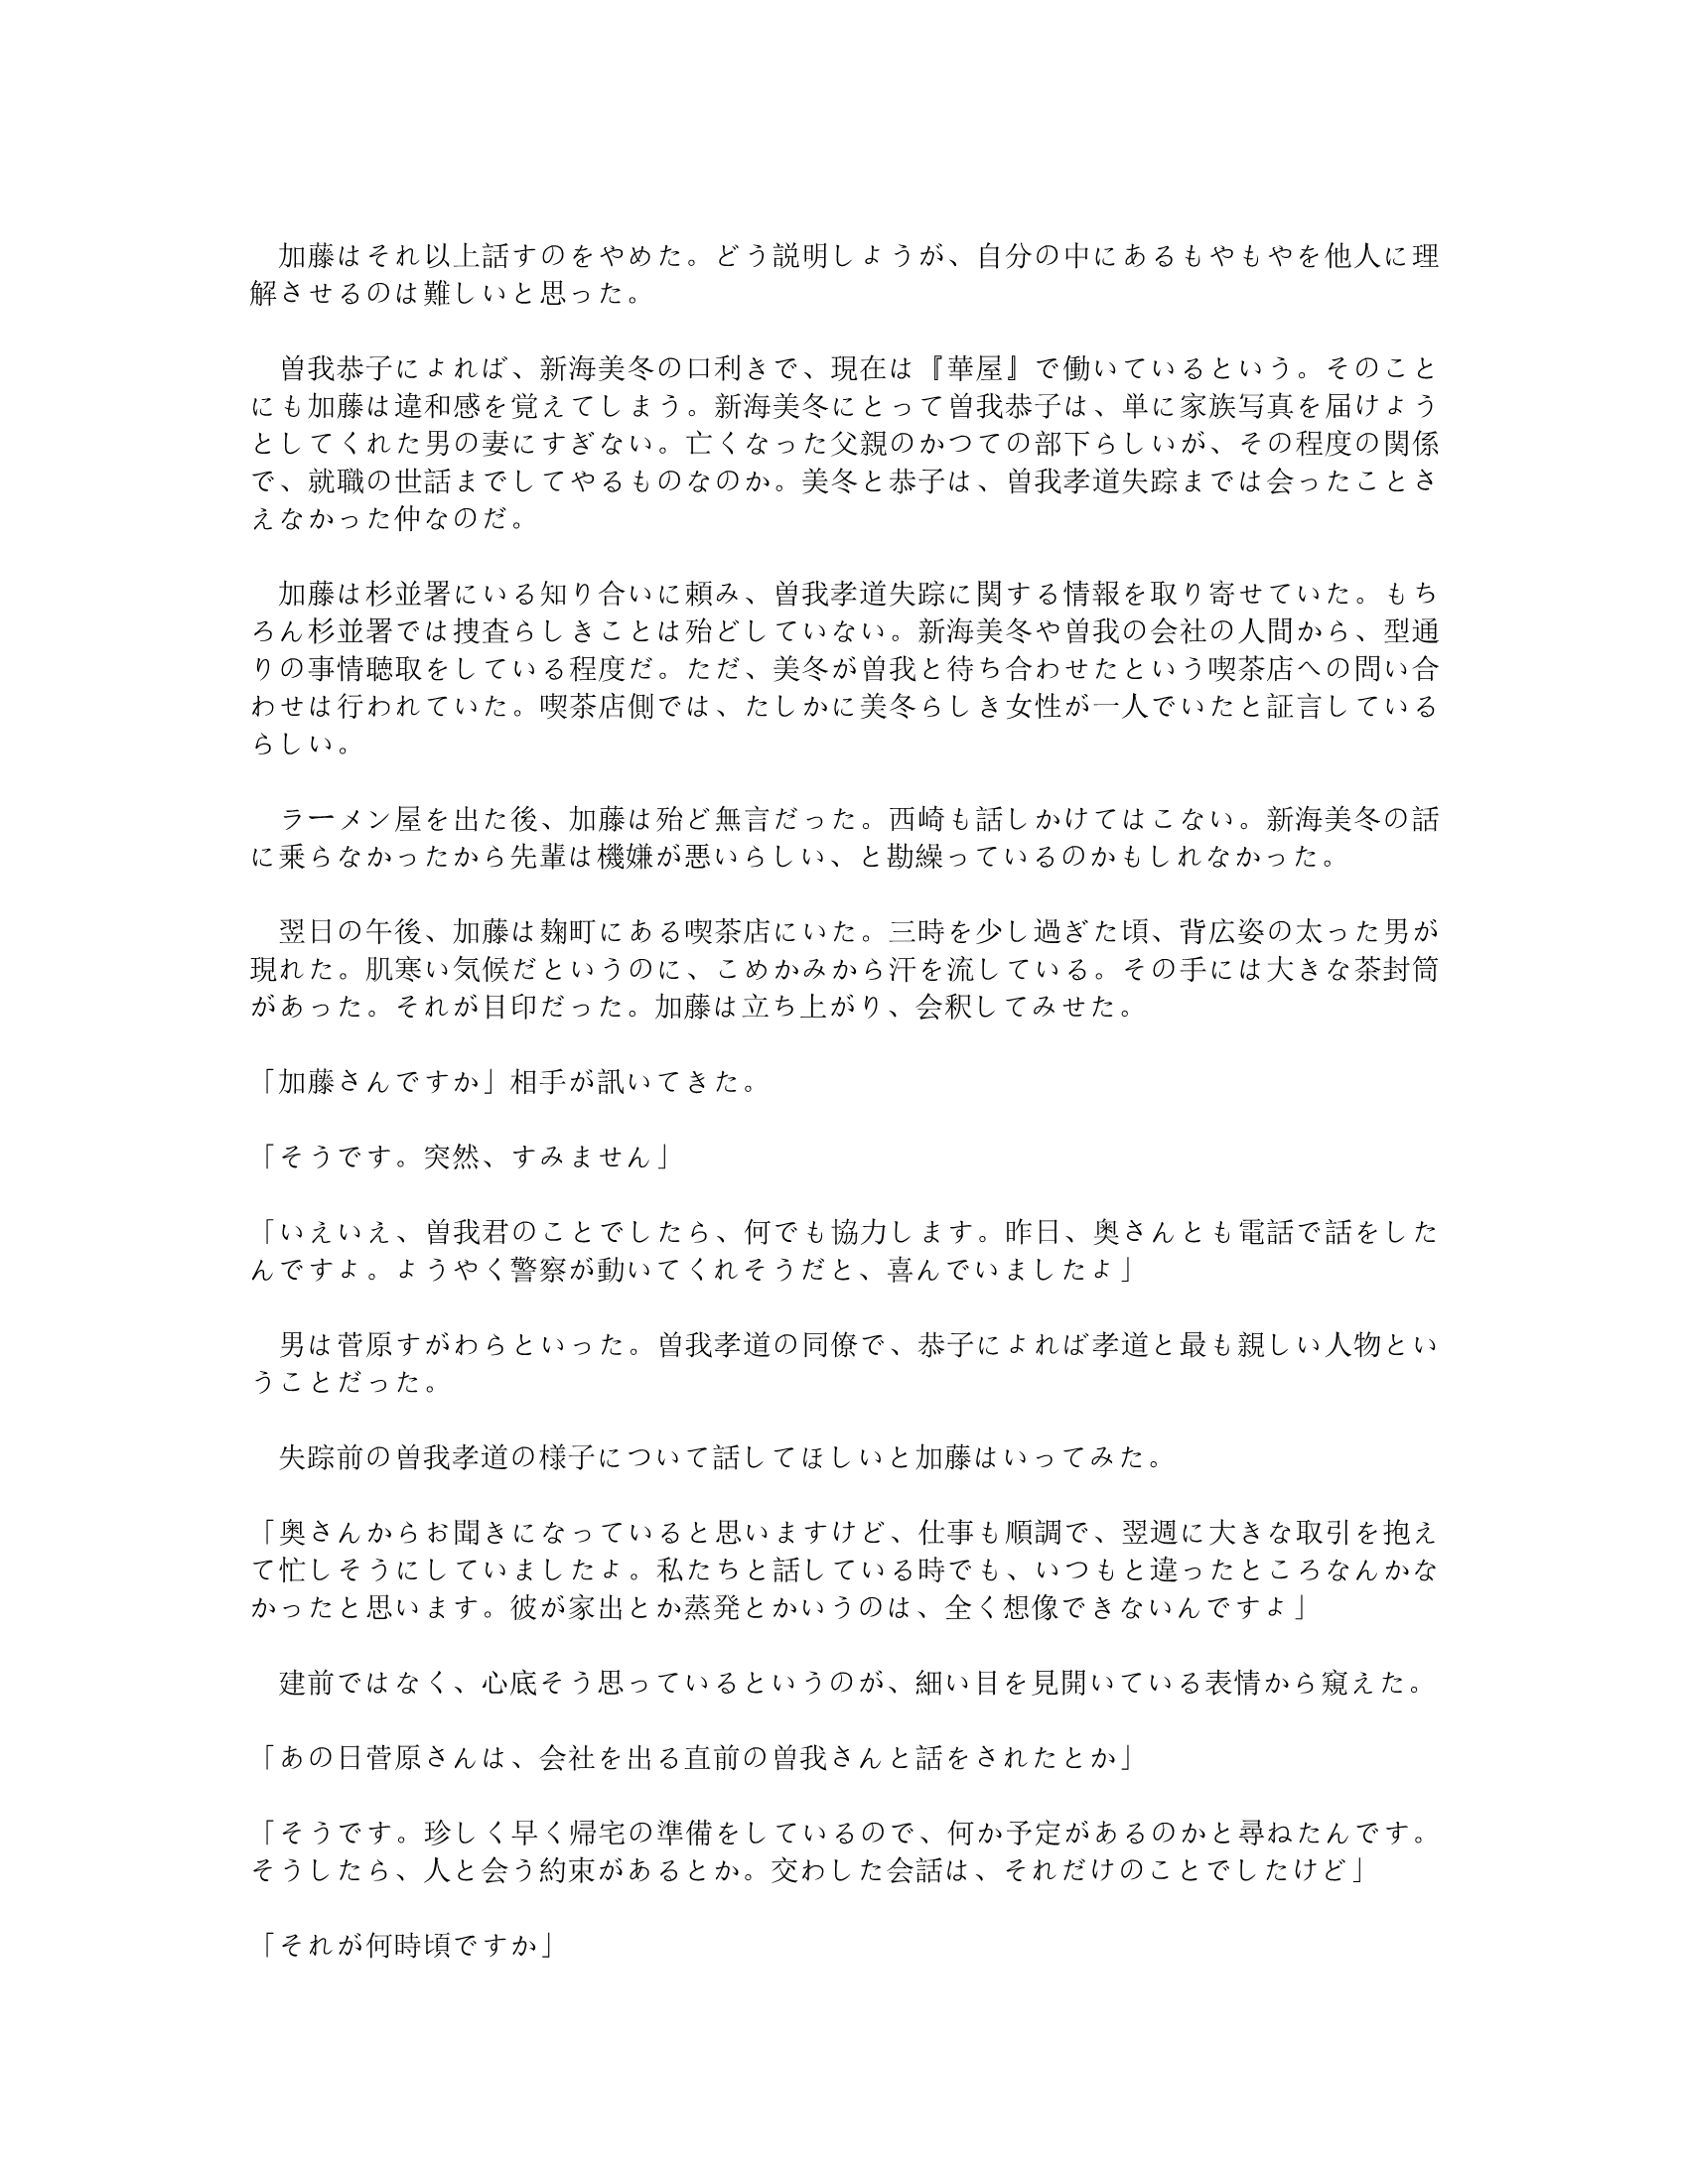 加藤はそれ以上話すのをやめた。どう説明しようが、自分の中にあるもやもやを他人に理
解させるのは難しいと思った。
　曽我恭子によれば、新海美冬の口利きで、現在は『華屋』で働いているという。そのこと
にも加藤は違和感を覚えてしまう。新海美冬にとって曽我恭子は、単に家族写真を届けよう
としてくれた男の妻にすぎない。亡くなった父親のかつての部下らしいが、その程度の関係
で、就職の世話までしてやるものなのか。美冬と恭子は、曽我孝道失踪までは会ったことさ
えなかった仲なのだ。
　加藤は杉並署にいる知り合いに頼み、曽我孝道失踪に関する情報を取り寄せていた。もち
ろん杉並署では捜査らしきことは殆どしていない。新海美冬や曽我の会社の人間から、型通
りの事情聴取をしている程度だ。ただ、美冬が曽我と待ち合わせたという喫茶店への問い合
わせは行われていた。喫茶店側では、たしかに美冬らしき女性が一人でいたと証言している
らしい。
　ラーメン屋を出た後、加藤は殆ど無言だった。西崎も話しかけてはこない。新海美冬の話
に乗らなかったから先輩は機嫌が悪いらしい、と勘繰っているのかもしれなかった。
　翌日の午後、加藤は麹町にある喫茶店にいた。三時を少し過ぎた頃、背広姿の太った男が
現れた。肌寒い気候だというのに、こめかみから汗を流している。その手には大きな茶封筒
があった。それが目印だった。加藤は立ち上がり、会釈してみせた。
「加藤さんですか」相手が訊いてきた。
「そうです。突然、すみません」
「いえいえ、曽我君のことでしたら、何でも協力します。昨日、奥さんとも電話で話をした
んですよ。ようやく警察が動いてくれそうだと、喜んでいましたよ」
　男は菅原すがわらといった。曽我孝道の同僚で、恭子によれば孝道と最も親しい人物とい
うことだった。
　失踪前の曽我孝道の様子について話してほしいと加藤はいってみた。
「奥さんからお聞きになっていると思いますけど、仕事も順調で、翌週に大きな取引を抱え
て忙しそうにしていましたよ。私たちと話している時でも、いつもと違ったところなんかな
かったと思います。彼が家出とか蒸発とかいうのは、全く想像できないんですよ」
　建前ではなく、心底そう思っているというのが、細い目を見開いている表情から窺えた。
「あの日菅原さんは、会社を出る直前の曽我さんと話をされたとか」
「そうです。珍しく早く帰宅の準備をしているので、何か予定があるのかと尋ねたんです。
そうしたら、人と会う約束があるとか。交わした会話は、それだけのことでしたけど」
「それが何時頃ですか」